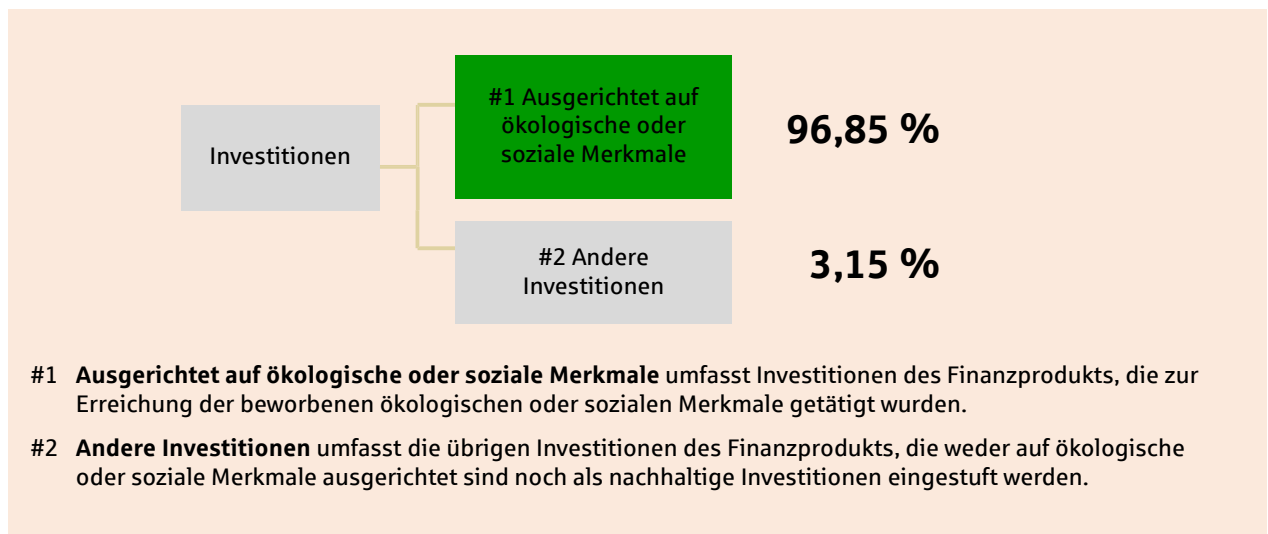 #1 Ausgerichtet auf
ökologische oder
soziale Merkmale
96,85 %
Investitionen
#2 Andere
Investitionen
3,15 %
#1 Ausgerichtet auf ökologische oder soziale Merkmale umfasst Investitionen des Finanzprodukts, die zur
Erreichung der beworbenen ökologischen oder sozialen Merkmale getätigt wurden.
#2 Andere Investitionen umfasst die übrigen Investitionen des Finanzprodukts, die weder auf ökologische
oder soziale Merkmale ausgerichtet sind noch als nachhaltige Investitionen eingestuft werden.